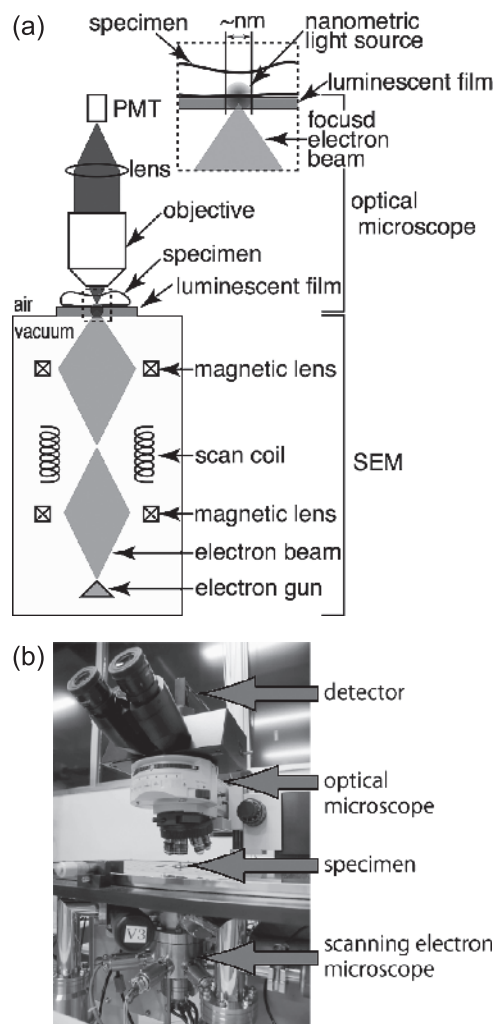 (a)
specimen
~nm
nanometric
light source
luminescent film
focusd
electron
beam
PMT
lens
objective
specimen
luminescent film
optical
microscope
air
vacuum
magnetic lens
scan coil
SEM
magnetic lens
electron beam
electron gun
(b)
detector
optical
microscope
specimen
V3
scanning electron
microscope